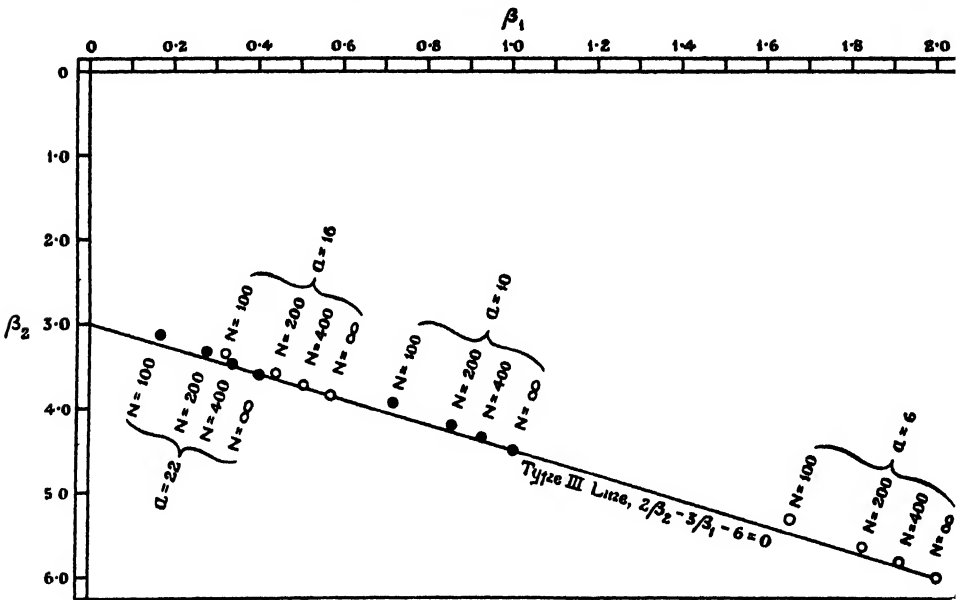 β₁
0 0·2 0·4 0·6 0·8 1·0 1·2 1·4 1·6 1·8 2·0
0
1·0
2·0
3·0
4·0
5·0
6·0
β₂
a = 16
N = 100
N = 200
N = 400
N = ∞
a = 10
N = 100
N = 200
N = 400
N = ∞
N = 100
N = 200
N = 400
N = ∞
a = 22
a = 6
N = 100
N = 200
N = 400
N = ∞
Type III Line, 2β₂ - 3β₁ - 6 = 0